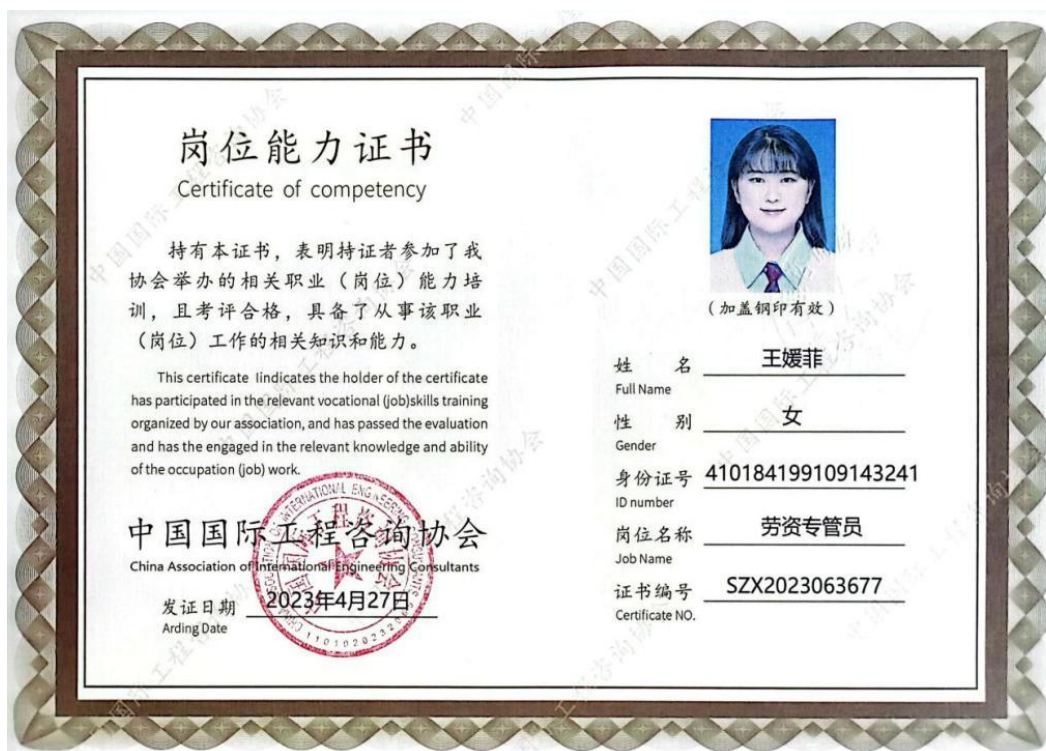 岗位能力证书
Certificate of competency
持有本证书，表明持证者参加了我
协会举办的相关职业（岗位）能力培
训，且考评合格，具备了从事该职业
（岗位）工作的相关知识和能力。
This certificate Iindicates the holder of the certificate
has participated in the relevant vocational (job)skills training
organized by our association, and has passed the evaluation
and has the engaged in the relevant knowledge and ability
of the occupation (job) work.
中国国际工程咨询协会
China Association of International Engineering Consultants
发证日期 2023年4月27日
Arding Date
（加盖钢印有效）
姓 名 王媛菲
Full Name
性 别 女
Gender
身份证号 410184199109143241
ID number
岗位名称 劳资专管员
Job Name
证书编号 SZX2023063677
Certificate NO.